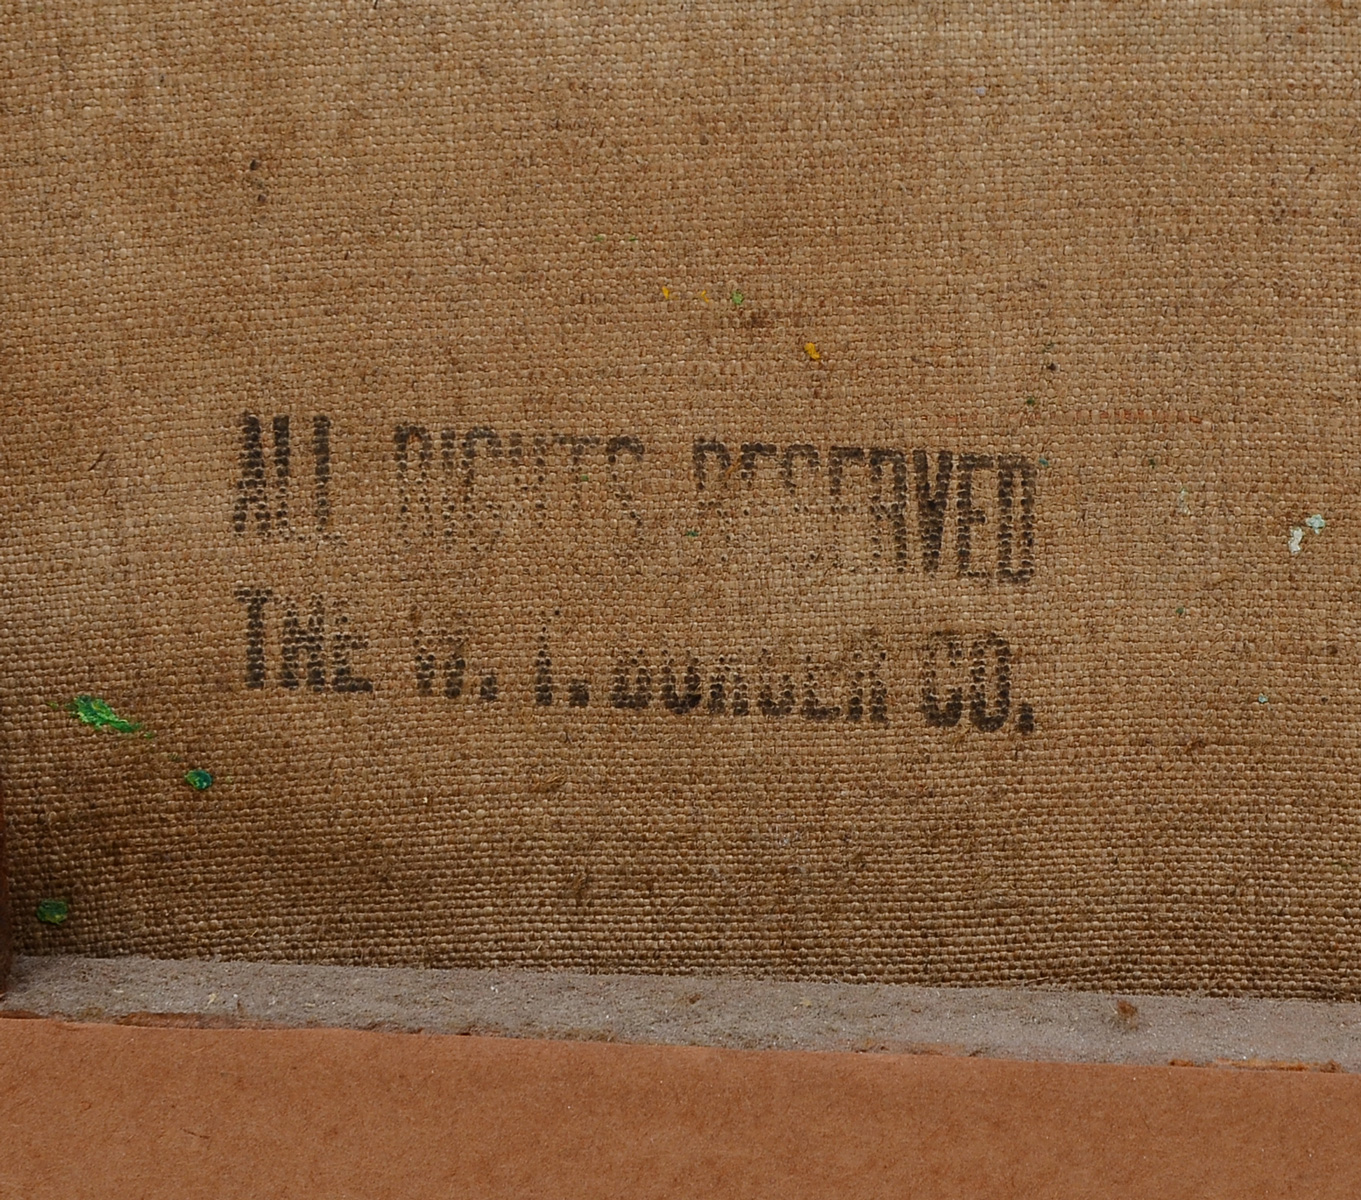 ALL RIGHTS RESERVED
THE W. T. CO.